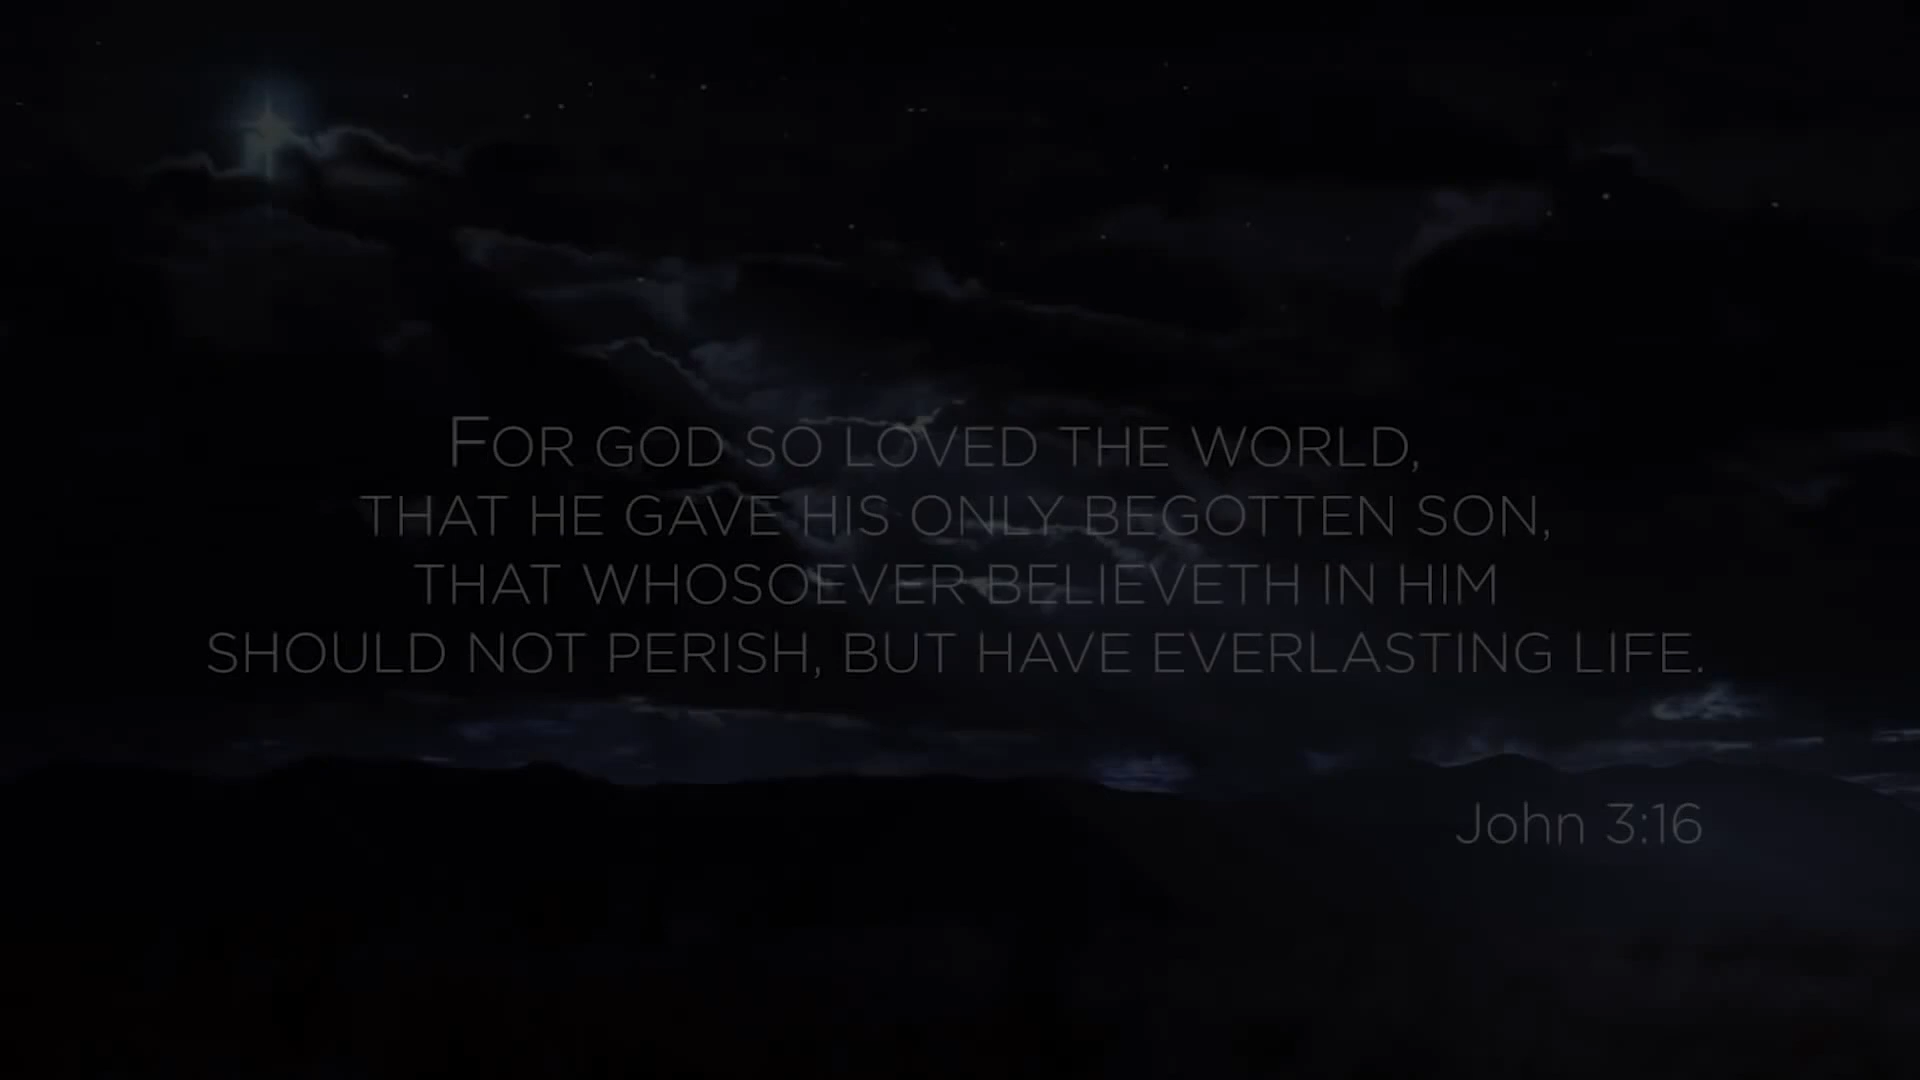 FOR GOD SO LOVED THE WORLD,
THAT HE GAVE HIS ONLY BEGOTTEN SON,
THAT WHOSOEVER BELIEVETH IN HIM
SHOULD NOT PERISH, BUT HAVE EVERLASTING LIFE.
John 3:16